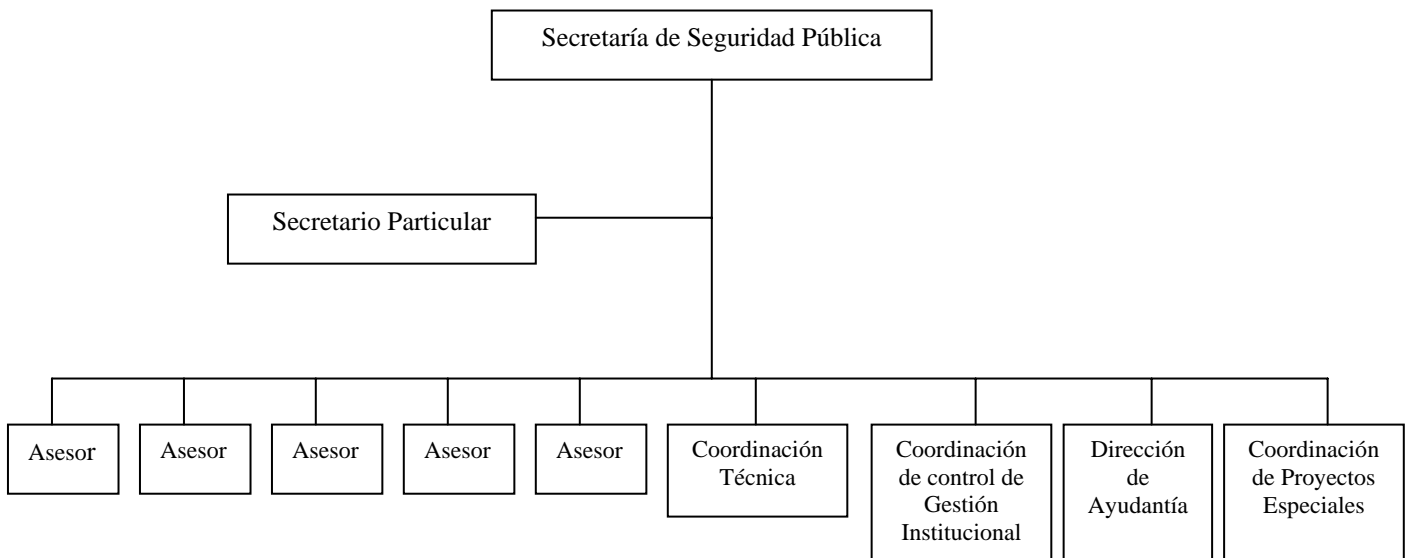 Secretaría de Seguridad Pública
Secretario Particular
Asesor
Asesor
Asesor
Asesor
Asesor
Coordinación
Técnica
Coordinación
de control de
Gestión
Institucional
Dirección
de
Ayudantía
Coordinación
de Proyectos
Especiales